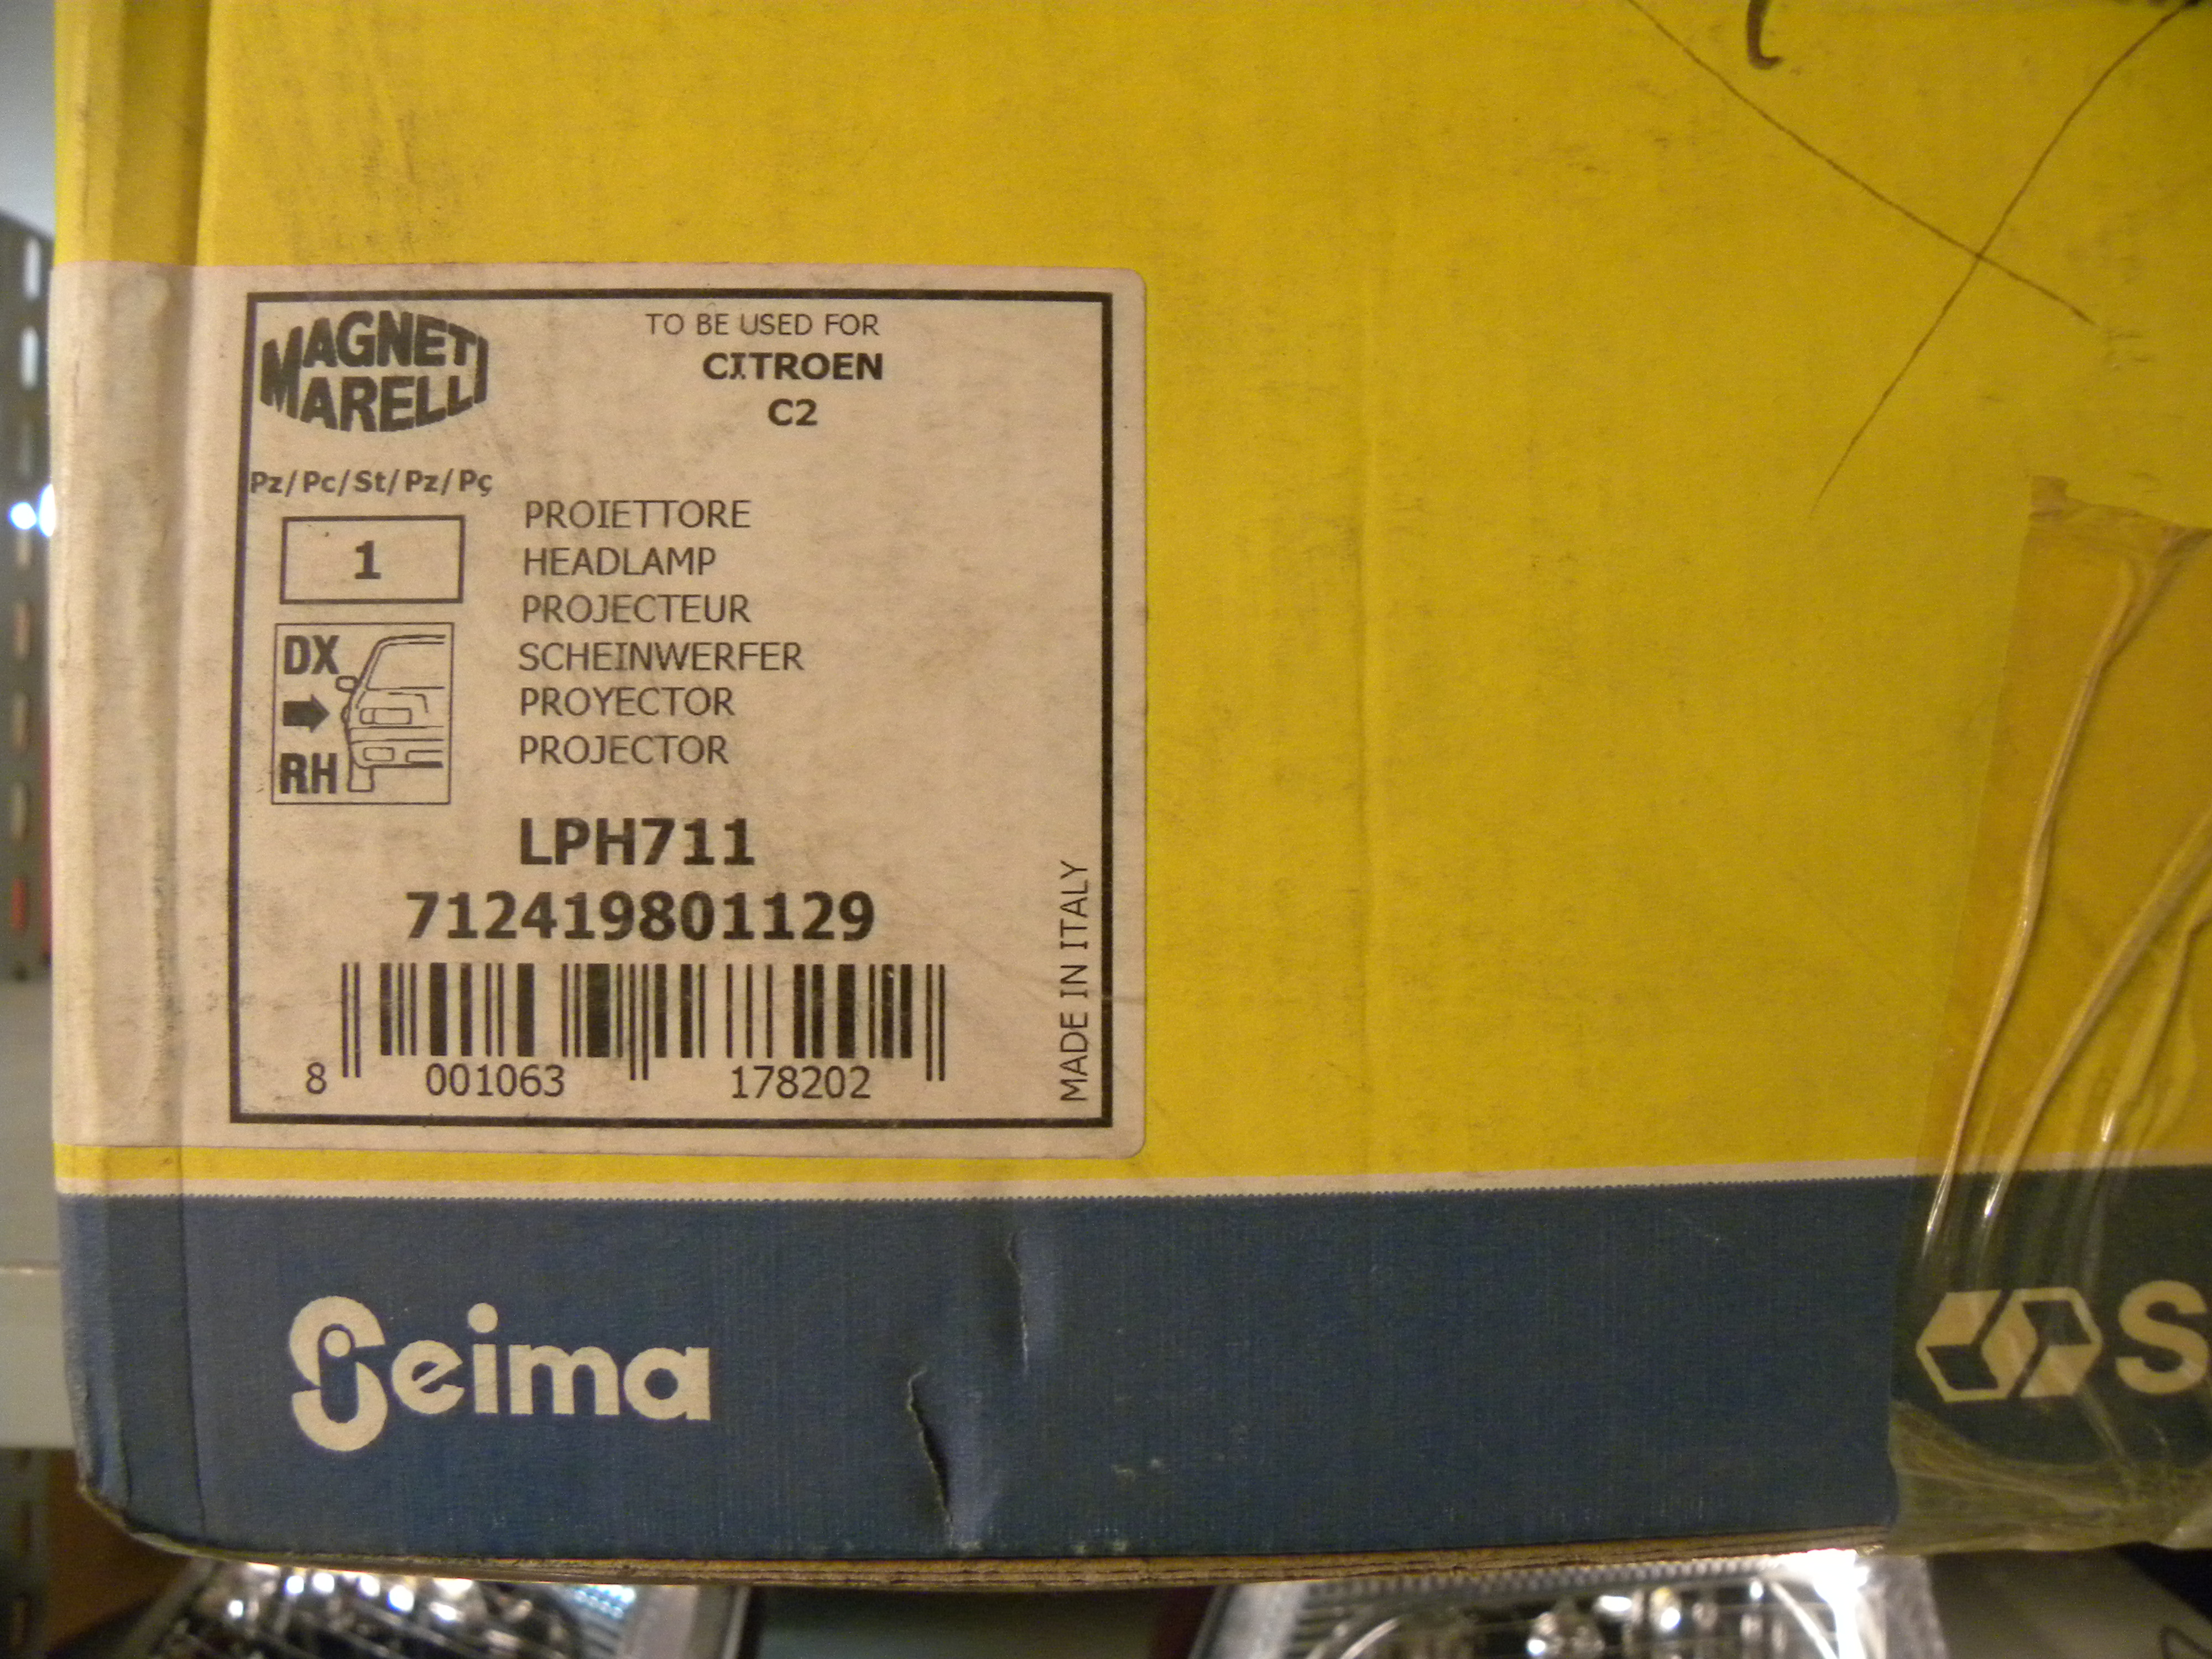 MAGNETI
MARELLI
TO BE USED FOR
CITROEN
C2
Pz/Pc/St/Pz/Pç
1
PROIETTORE
HEADLAMP
PROJECTEUR
SCHEINWERFER
PROYECTOR
PROJECTOR
DX
RH
LPH711
712419801129
8 001063 178202
MADE IN ITALY
Seima
S